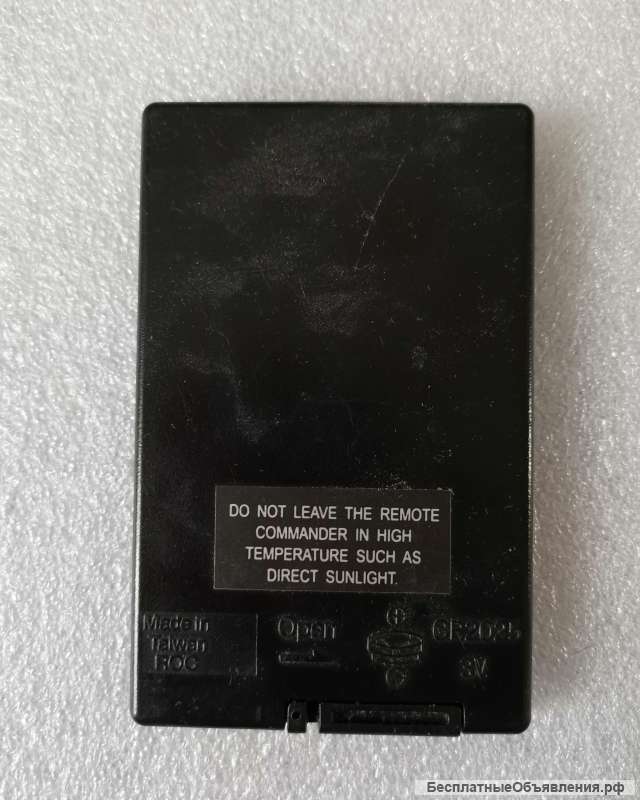 DO NOT LEAVE THE REMOTE
COMMANDER IN HIGH
TEMPERATURE SUCH AS
DIRECT SUNLIGHT.
Made in
Taiwan
ROC
Open
+
CR2025
3V
БесплатныеОбъявления.рф